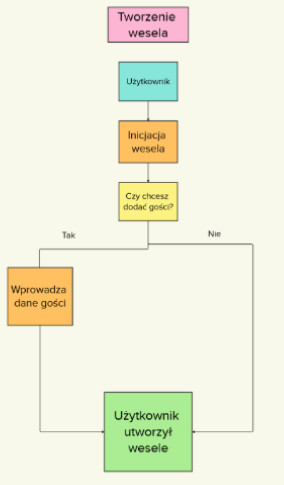 Tworzenie
wesela
Użytkownik
Inicjacja
wesela
Czy chcesz
dodać gości?
Tak
Nie
Wprowadza
dane gości
Użytkownik
utworzył
wesele